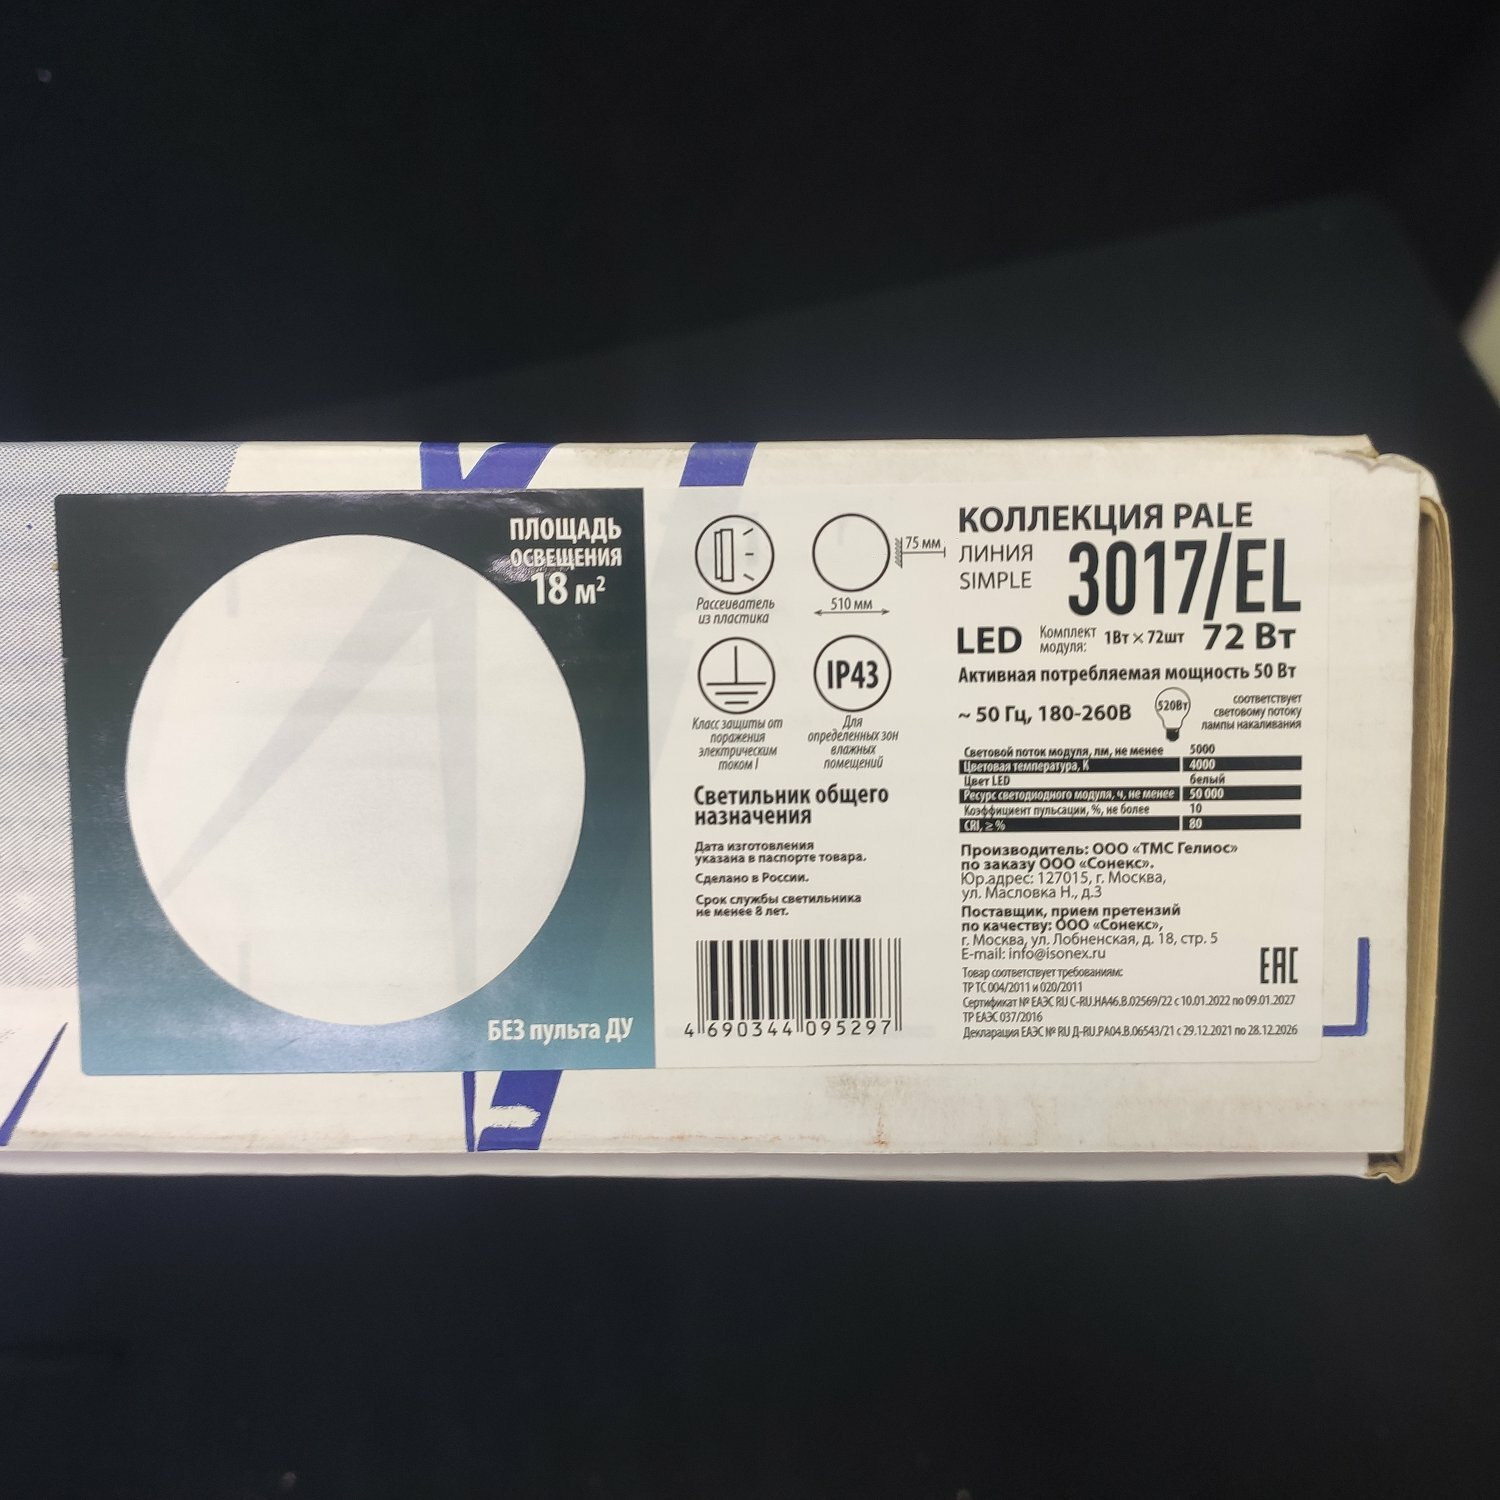 ПЛОЩАДЬ
ОСВЕЩЕНИЯ
18 м²
БЕЗ пульта ДУ
Рассеиватель
из пластика
510 мм
75 мм
Класс защиты от
поражения
электрическим
током I
IP43
Для
определенных зон
влажных
помещений
Светильник общего
назначения
Дата изготовления
указана в паспорте товара.
Сделано в России.
Срок службы светильника
не менее 8 лет.
4 690344 095297
КОЛЛЕКЦИЯ PALE
ЛИНИЯ
SIMPLE
3017/EL
LED Комплект модуля: 1Вт × 72шт 72 Вт
Активная потребляемая мощность 50 Вт
~ 50 Гц, 180-260В
520Вт
соответствует
световому потоку
лампы накаливания
Световой поток модуля, лм, не менее 5000
Цветовая температура, К 4000
Цвет LED белый
Ресурс светодиодного модуля, ч, не менее 50 000
Коэффициент пульсации, %, не более 10
CRI, ≥ % 80
Производитель: ООО «ТМС Гелиос»
по заказу ООО «Сонекс».
Юр.адрес: 127015, г. Москва,
ул. Масловка Н., д.3
Поставщик, прием претензий
по качеству: ООО «Сонекс»,
г. Москва, ул. Лобненская, д. 18, стр. 5
E-mail: info@isonex.ru
Товар соответствует требованиям:
ТР ТС 004/2011 и 020/2011
Сертификат № ЕАЭС RU С-RU.НА46.В.02569/22 с 10.01.2022 по 09.01.2027
ТР ЕАЭС 037/2016
Декларация ЕАЭС № RU Д-RU.РА04.В.06543/21 с 29.12.2021 по 28.12.2026
ЕАС